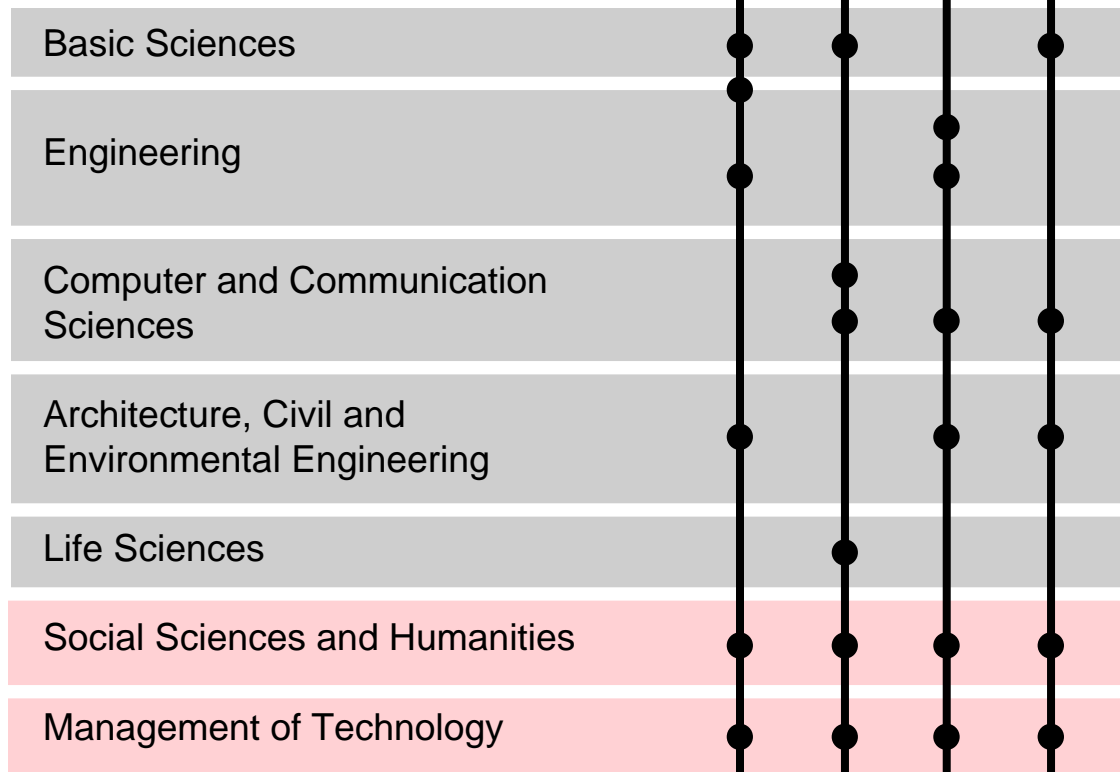 Basic Sciences
Engineering
Computer and Communication
Sciences
Architecture, Civil and
Environmental Engineering
Life Sciences
Social Sciences and Humanities
Management of Technology